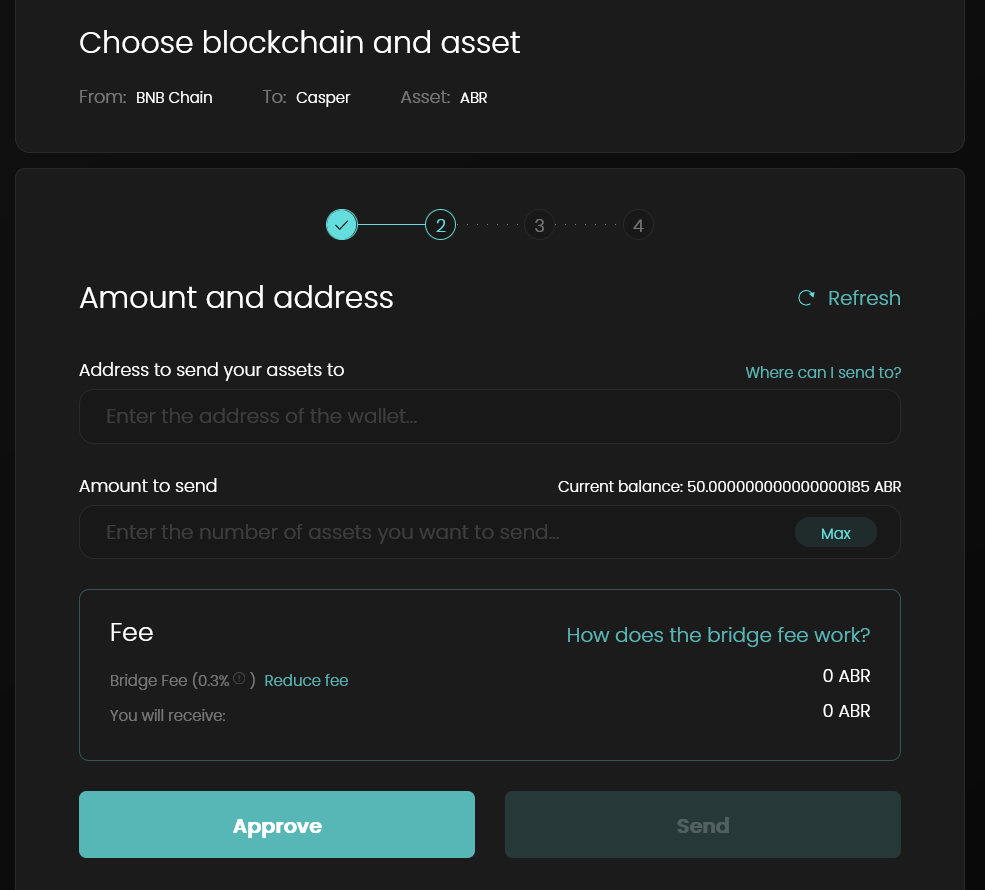 Choose blockchain and asset
From: BNB Chain To: Casper Asset: ABR
2 3 4
Amount and address Refresh
Address to send your assets to Where can I send to?
Enter the address of the wallet...
Amount to send Current balance: 50.000000000000000185 ABR
Enter the number of assets you want to send... Max
Fee How does the bridge fee work?
Bridge Fee (0.3% ) Reduce fee 0 ABR
You will receive: 0 ABR
Approve Send